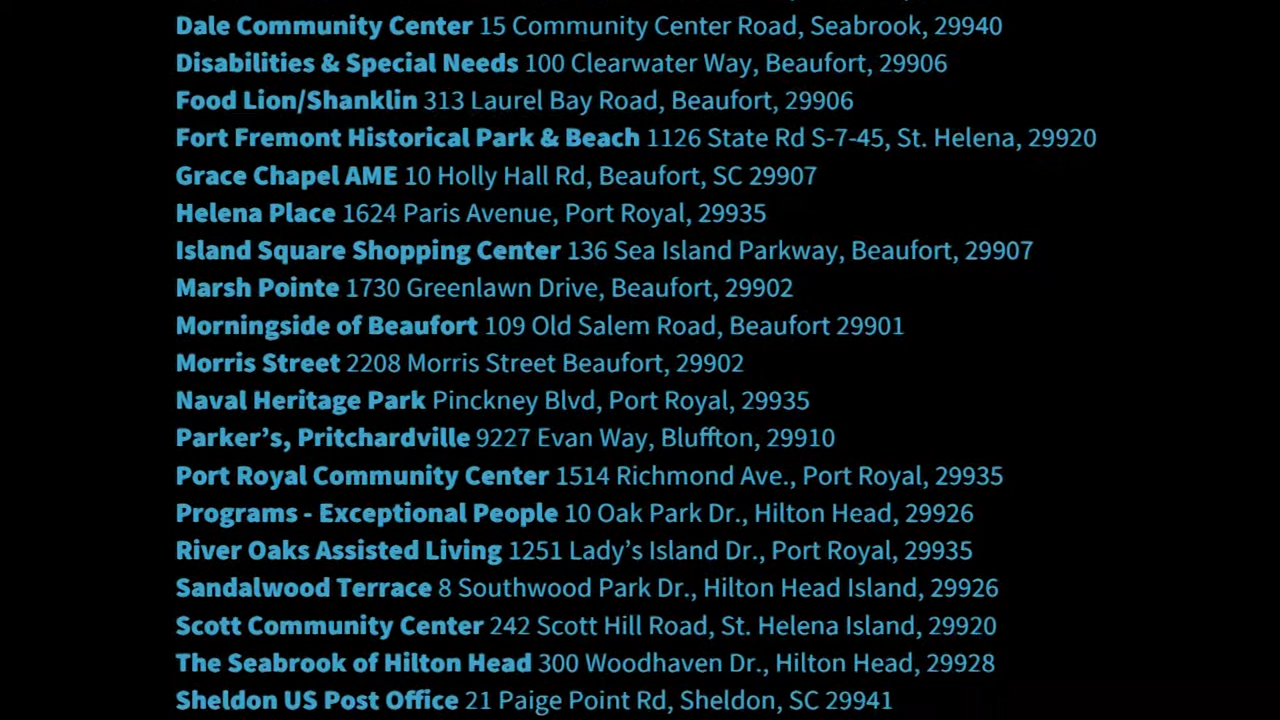 Dale Community Center 15 Community Center Road, Seabrook, 29940
Disabilities & Special Needs 100 Clearwater Way, Beaufort, 29906
Food Lion/Shanklin 313 Laurel Bay Road, Beaufort, 29906
Fort Fremont Historical Park & Beach 1126 State Rd S-7-45, St. Helena, 29920
Grace Chapel AME 10 Holly Hall Rd, Beaufort, SC 29907
Helena Place 1624 Paris Avenue, Port Royal, 29935
Island Square Shopping Center 136 Sea Island Parkway, Beaufort, 29907
Marsh Pointe 1730 Greenlawn Drive, Beaufort, 29902
Morningside of Beaufort 109 Old Salem Road, Beaufort 29901
Morris Street 2208 Morris Street Beaufort, 29902
Naval Heritage Park Pinckney Blvd, Port Royal, 29935
Parker’s, Pritchardville 9227 Evan Way, Bluffton, 29910
Port Royal Community Center 1514 Richmond Ave., Port Royal, 29935
Programs - Exceptional People 10 Oak Park Dr., Hilton Head, 29926
River Oaks Assisted Living 1251 Lady’s Island Dr., Port Royal, 29935
Sandalwood Terrace 8 Southwood Park Dr., Hilton Head Island, 29926
Scott Community Center 242 Scott Hill Road, St. Helena Island, 29920
The Seabrook of Hilton Head 300 Woodhaven Dr., Hilton Head, 29928
Sheldon US Post Office 21 Paige Point Rd, Sheldon, SC 29941